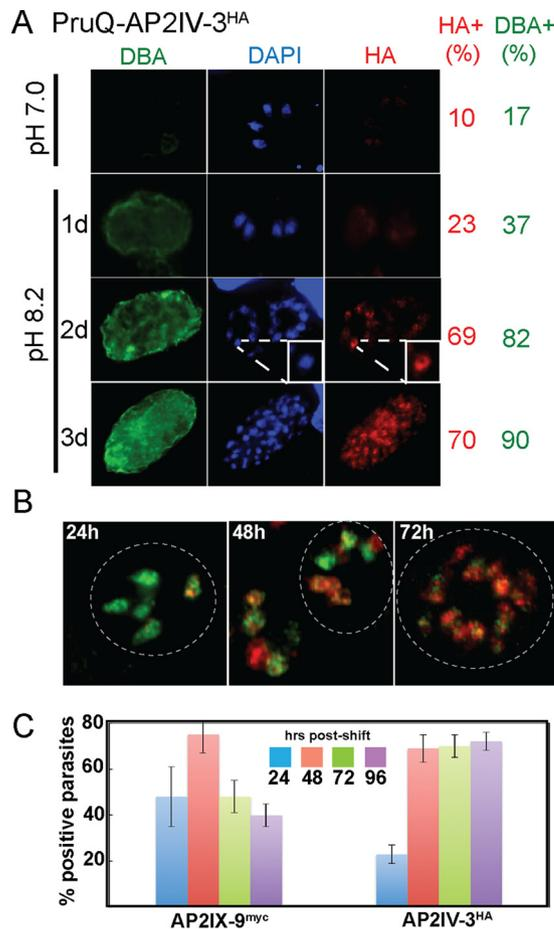 A PruQ-AP2IV-3HA
HA+ DBA+
DBA DAPI HA (%) (%)
pH 7.0 10 17
pH 8.2
1d 23 37
2d 69 82
3d 70 90
B
24h 48h 72h
C
% positive parasites
80
60
40
20
hrs post-shift
24 48 72 96
AP2IX-9myc AP2IV-3HA